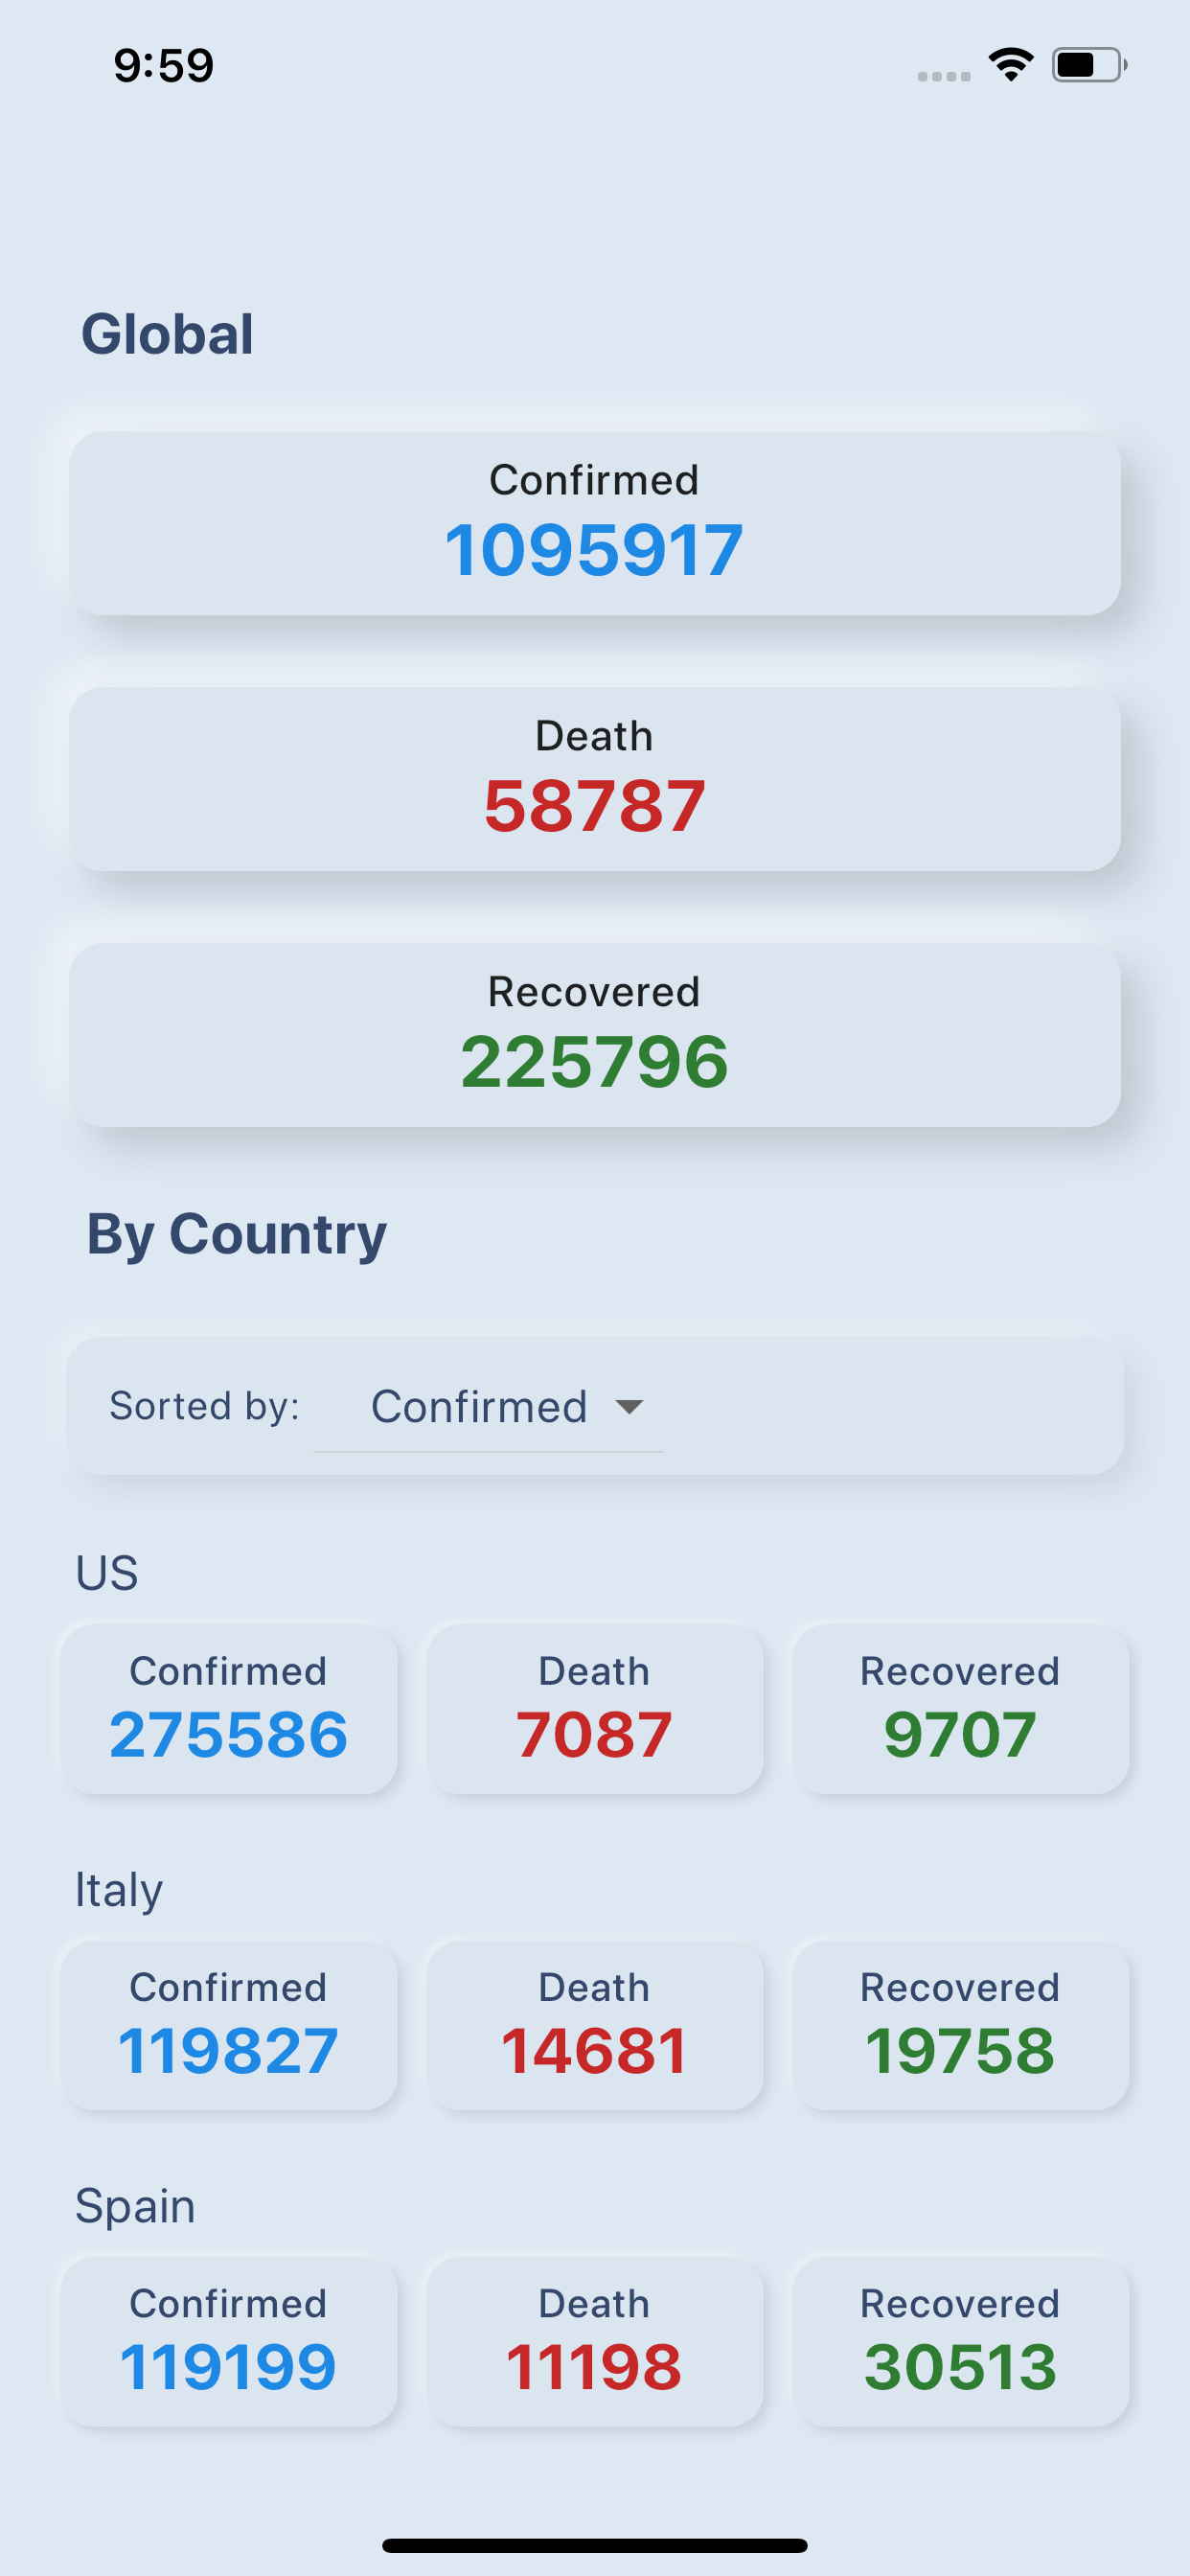 9:59
Global
Confirmed
1095917
Death
58787
Recovered
225796
By Country
Sorted by: Confirmed
US
Confirmed Death Recovered
275586 7087 9707
Italy
Confirmed Death Recovered
119827 14681 19758
Spain
Confirmed Death Recovered
119199 11198 30513